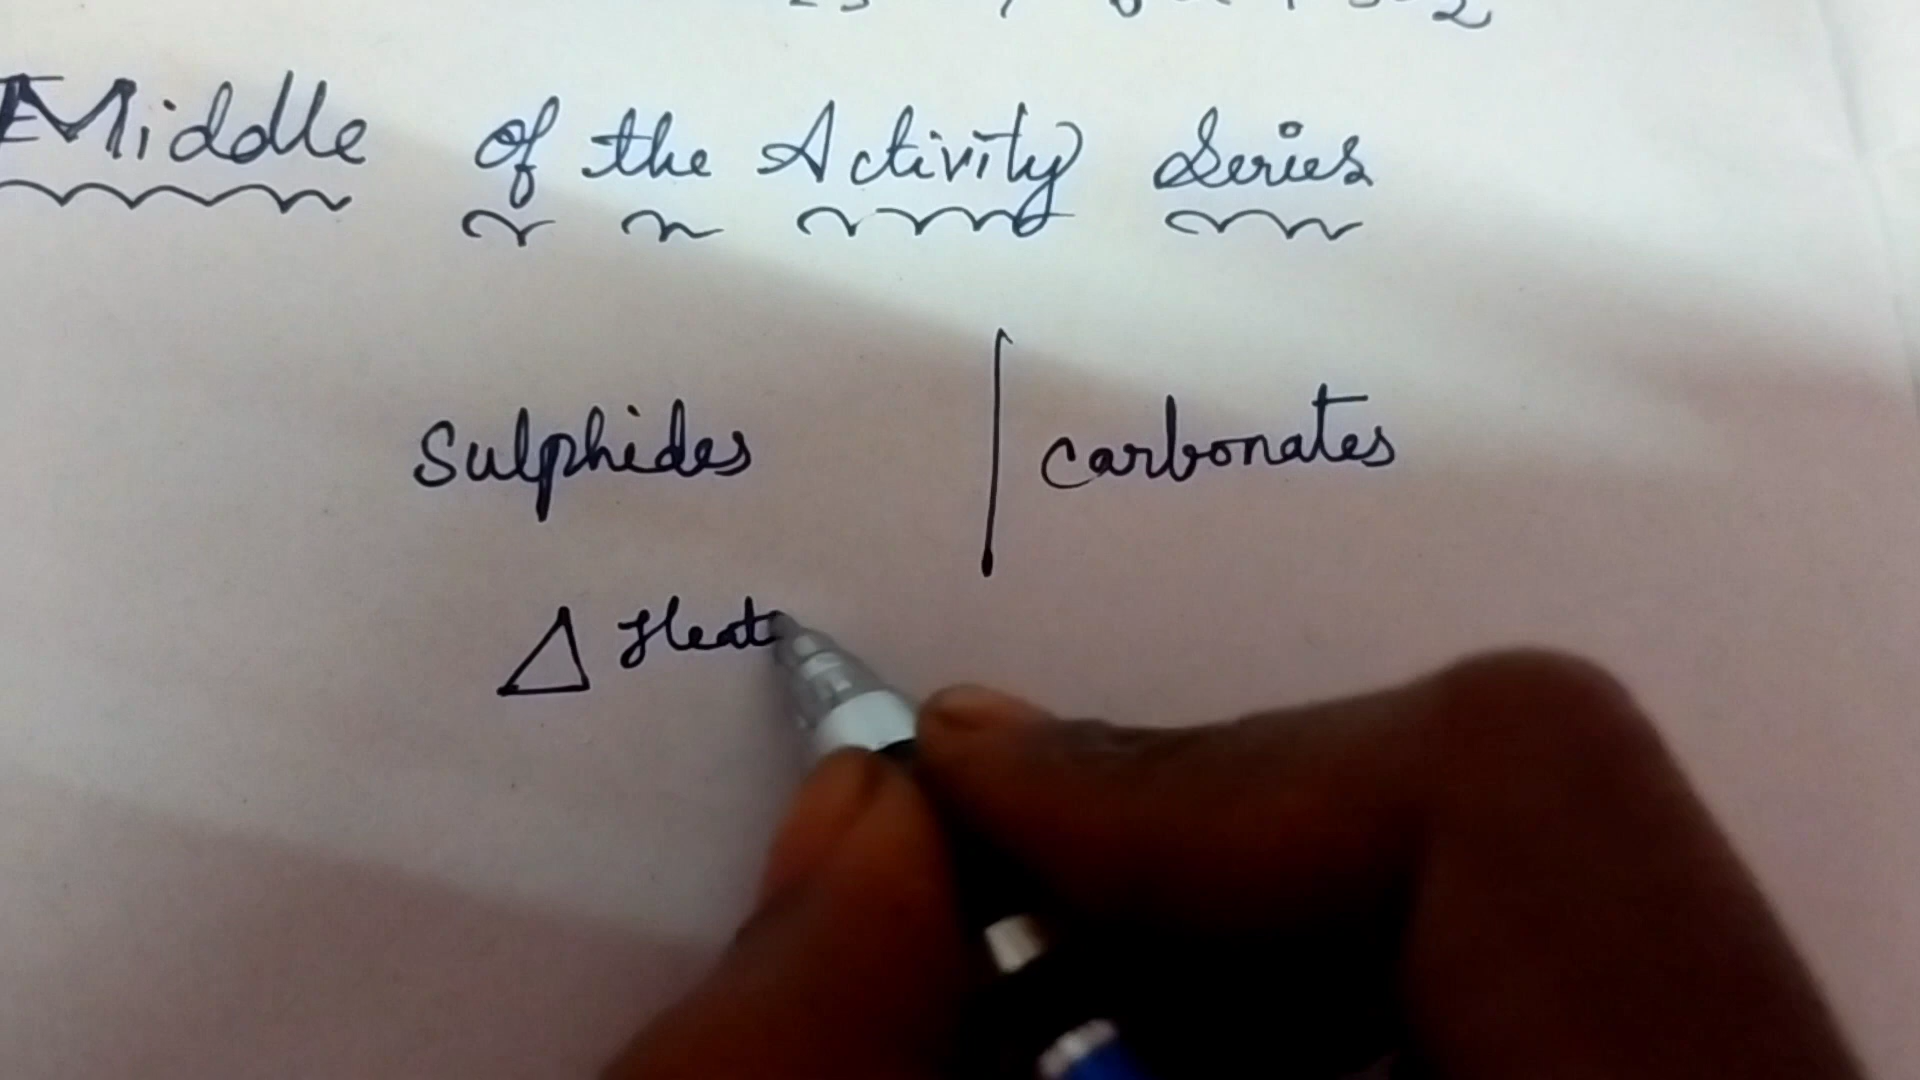 Middle of the Activity Series
Sulphides | Carbonates
Δ Heat